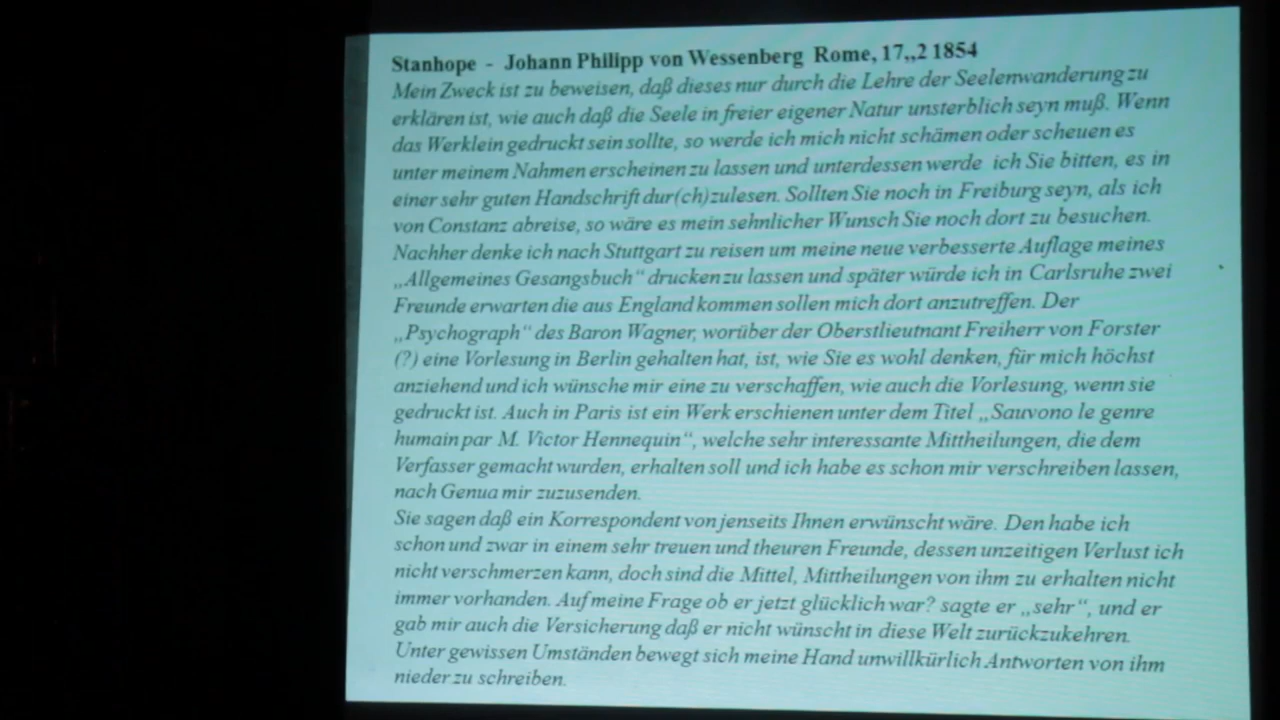 Stanhope - Johann Philipp von Wessenberg Rome, 17„2 1854
Mein Zweck ist zu beweisen, daß dieses nur durch die Lehre der Seelenwanderung zu
erklären ist, wie auch daß die Seele in freier eigener Natur unsterblich seyn muß. Wenn
das Werklein gedruckt sein sollte, so werde ich mich nicht schämen oder scheuen es
unter meinem Nahmen erscheinen zu lassen und unterdessen werde ich Sie bitten, es in
einer sehr guten Handschrift dur(ch)zulesen. Sollten Sie noch in Freiburg seyn, als ich
von Constanz abreise, so wäre es mein sehnlicher Wunsch Sie noch dort zu besuchen.
Nachher denke ich nach Stuttgart zu reisen um meine neue verbesserte Auflage meines
„Allgemeines Gesangsbuch“ drucken zu lassen und später würde ich in Carlsruhe zwei
Freunde erwarten die aus England kommen sollen mich dort anzutreffen. Der
„Psychograph“ des Baron Wagner, worüber der Oberstlieutnant Freiherr von Forster
(?) eine Vorlesung in Berlin gehalten hat, ist, wie Sie es wohl denken, für mich höchst
anziehend und ich wünsche mir eine zu verschaffen, wie auch die Vorlesung, wenn sie
gedruckt ist. Auch in Paris ist ein Werk erschienen unter dem Titel „Sauvono le genre
humain par M. Victor Hennequin“, welche sehr interessante Mittheilungen, die dem
Verfasser gemacht wurden, erhalten soll und ich habe es schon mir verschreiben lassen,
nach Genua mir zuzusenden.
Sie sagen daß ein Korrespondent von jenseits Ihnen erwünscht wäre. Den habe ich
schon und zwar in einem sehr treuen und theuren Freunde, dessen unzeitigen Verlust ich
nicht verschmerzen kann, doch sind die Mittel, Mittheilungen von ihm zu erhalten nicht
immer vorhanden. Auf meine Frage ob er jetzt glücklich war? sagte er „sehr“, und er
gab mir auch die Versicherung daß er nicht wünscht in diese Welt zurückzukehren.
Unter gewissen Umständen bewegt sich meine Hand unwillkürlich Antworten von ihm
nieder zu schreiben.